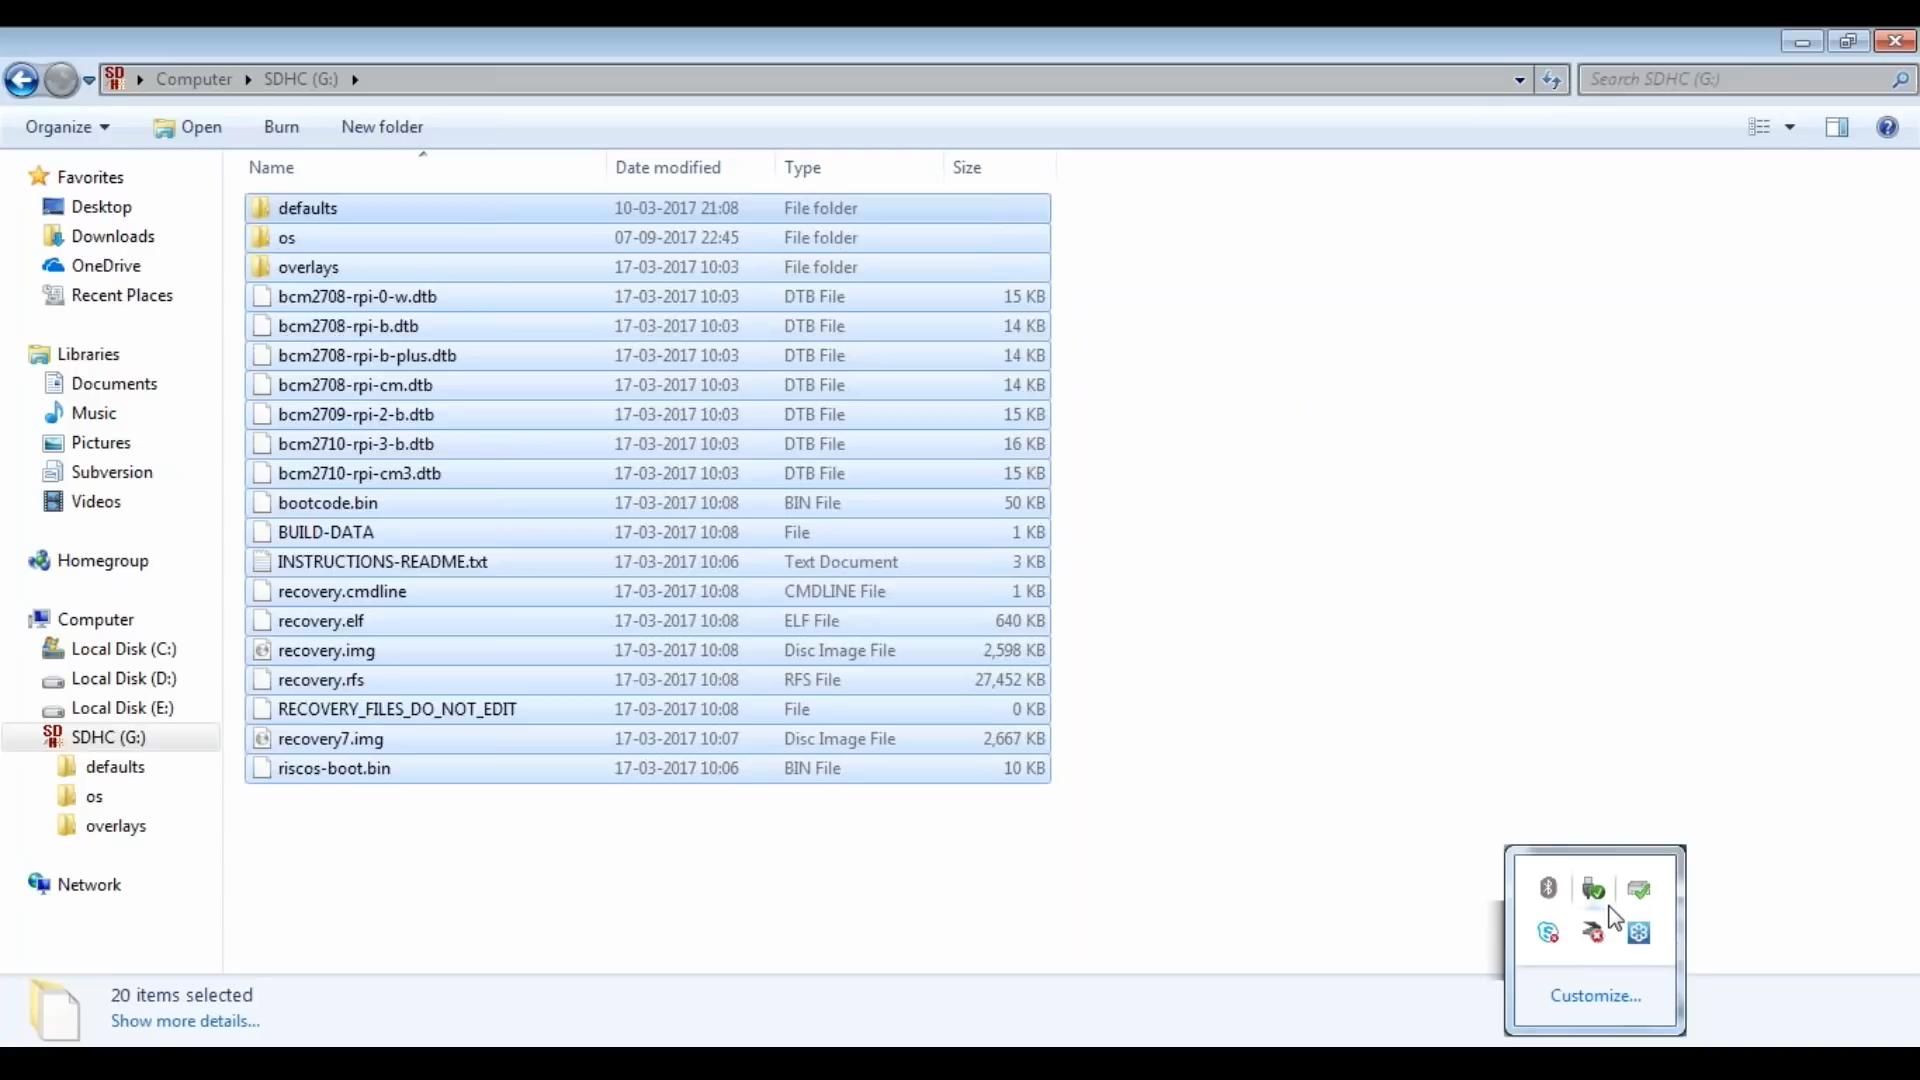 Computer SDHC (G:)
Search SDHC (G:)
Organize Open Burn New folder
Name Date modified Type Size
Favorites
Desktop
Downloads
OneDrive
Recent Places
Libraries
Documents
Music
Pictures
Subversion
Videos
Homegroup
Computer
Local Disk (C:)
Local Disk (D:)
Local Disk (E:)
SDHC (G:)
defaults
os
overlays
Network
defaults 10-03-2017 21:08 File folder
os 07-09-2017 22:45 File folder
overlays 17-03-2017 10:03 File folder
bcm2708-rpi-0-w.dtb 17-03-2017 10:03 DTB File 15 KB
bcm2708-rpi-b.dtb 17-03-2017 10:03 DTB File 14 KB
bcm2708-rpi-b-plus.dtb 17-03-2017 10:03 DTB File 14 KB
bcm2708-rpi-cm.dtb 17-03-2017 10:03 DTB File 14 KB
bcm2709-rpi-2-b.dtb 17-03-2017 10:03 DTB File 15 KB
bcm2710-rpi-3-b.dtb 17-03-2017 10:03 DTB File 16 KB
bcm2710-rpi-cm3.dtb 17-03-2017 10:03 DTB File 15 KB
bootcode.bin 17-03-2017 10:08 BIN File 50 KB
BUILD-DATA 17-03-2017 10:08 File 1 KB
INSTRUCTIONS-README.txt 17-03-2017 10:06 Text Document 3 KB
recovery.cmdline 17-03-2017 10:08 CMDLINE File 1 KB
recovery.elf 17-03-2017 10:08 ELF File 640 KB
recovery.img 17-03-2017 10:08 Disc Image File 2,598 KB
recovery.rfs 17-03-2017 10:08 RFS File 27,452 KB
RECOVERY_FILES_DO_NOT_EDIT 17-03-2017 10:08 File 0 KB
recovery7.img 17-03-2017 10:07 Disc Image File 2,667 KB
riscos-boot.bin 17-03-2017 10:06 BIN File 10 KB
Customize...
20 items selected
Show more details...